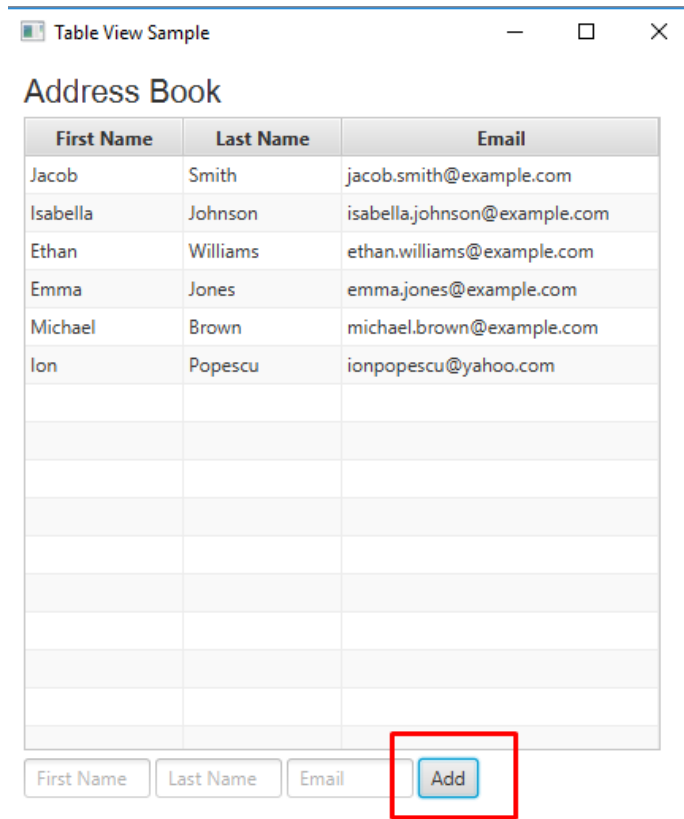 Table View Sample
Address Book
First Name Last Name Email
Jacob Smith jacob.smith@example.com
Isabella Johnson isabella.johnson@example.com
Ethan Williams ethan.williams@example.com
Emma Jones emma.jones@example.com
Michael Brown michael.brown@example.com
Ion Popescu ionpopescu@yahoo.com
First Name Last Name Email Add